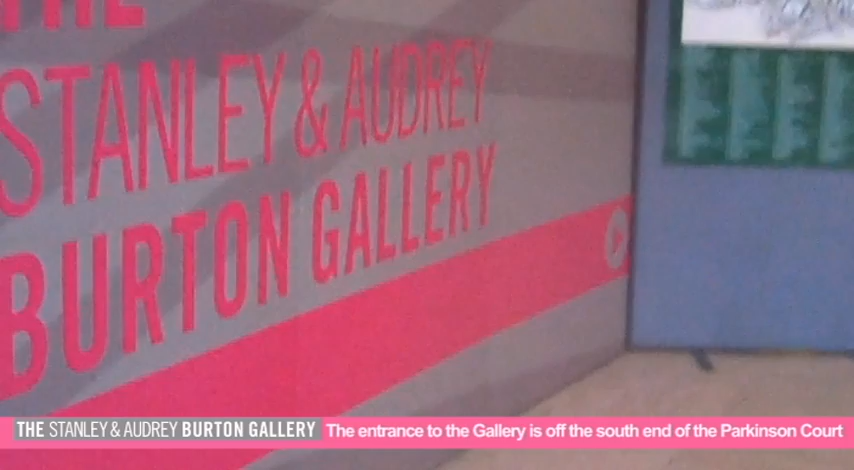 THE
STANLEY & AUDREY
BURTON GALLERY
THE STANLEY & AUDREY BURTON GALLERY The entrance to the Gallery is off the south end of the Parkinson Court